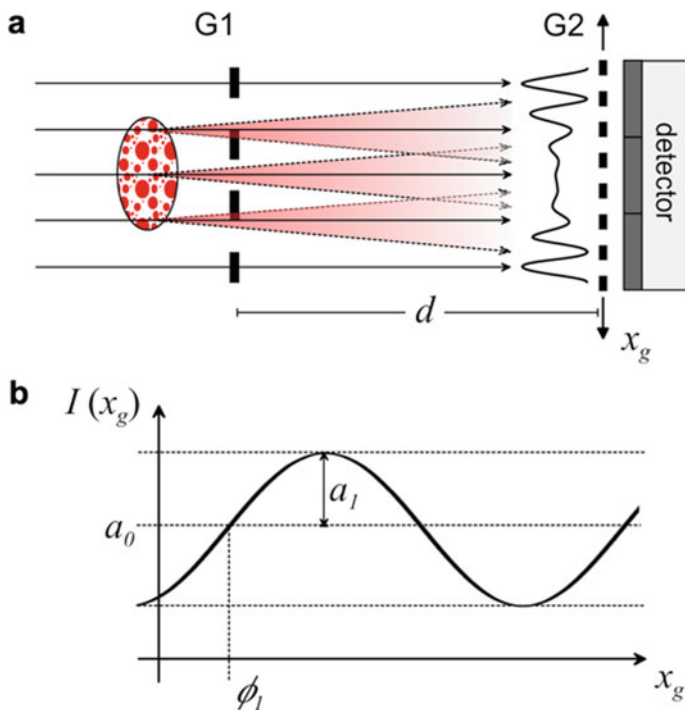 a
G1
G2
detector
d
x_g
b
I (x_g)
a_1
a_0
ϕ_1
x_g